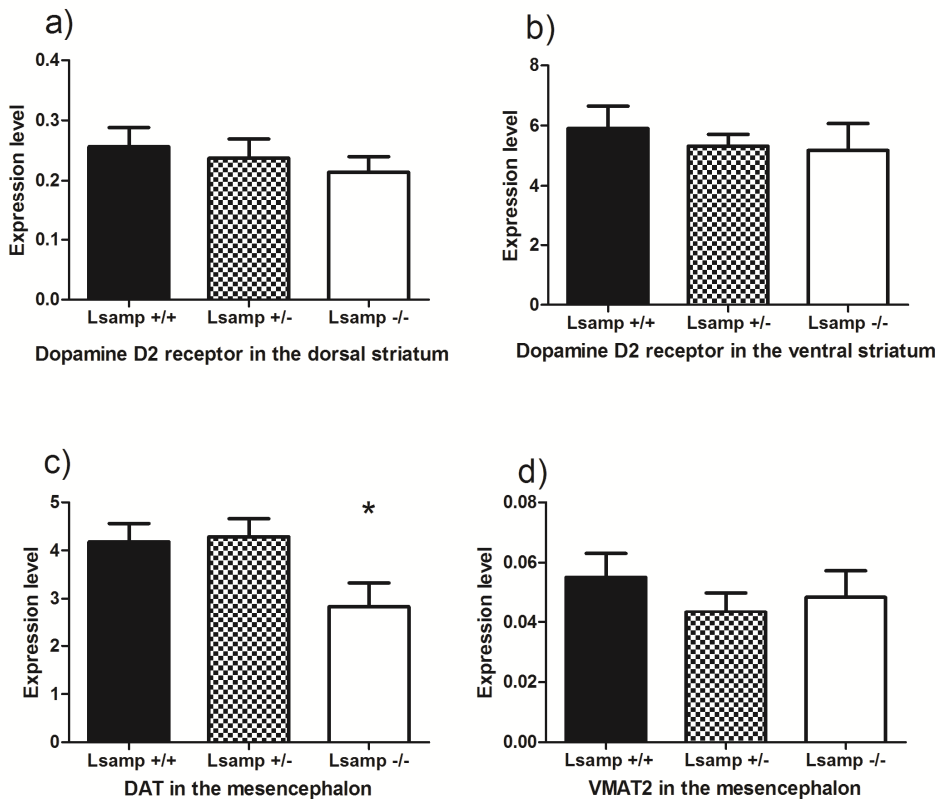 a)
0.4
0.3
0.2
0.1
0.0
Expression level
Lsamp +/+ Lsamp +/- Lsamp -/-
Dopamine D2 receptor in the dorsal striatum
b)
8
6
4
2
0
Expression level
Lsamp +/+ Lsamp +/- Lsamp -/-
Dopamine D2 receptor in the ventral striatum
c)
5
4
3
2
1
0
Expression level
*
Lsamp +/+ Lsamp +/- Lsamp -/-
DAT in the mesencephalon
d)
0.08
0.06
0.04
0.02
0.00
Expression level
Lsamp +/+ Lsamp +/- Lsamp -/-
VMAT2 in the mesencephalon